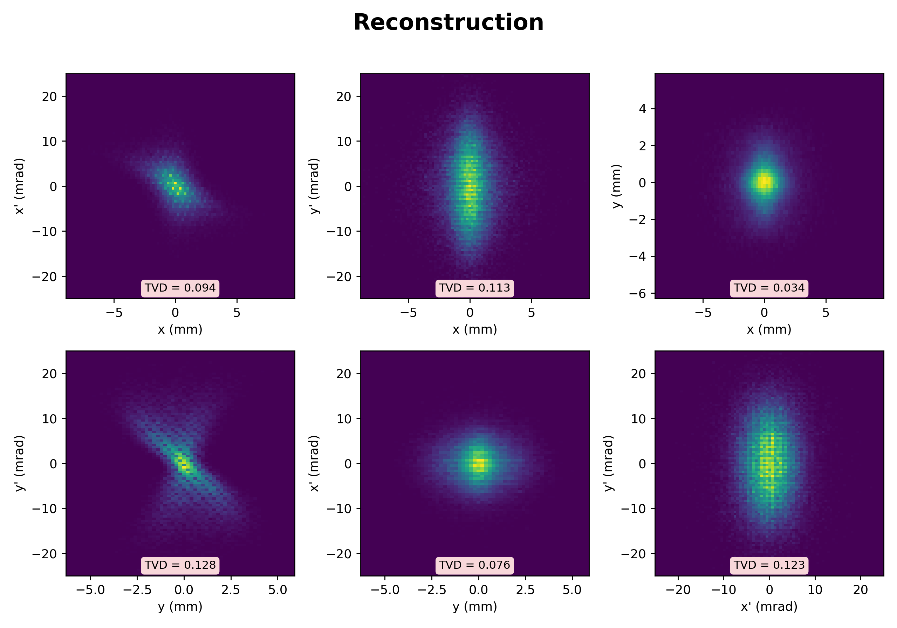 Reconstruction
20
10
0
−10
−20
x' (mrad)
−5
0
5
x (mm)
TVD = 0.094
20
10
0
−10
−20
y' (mrad)
−5
0
5
x (mm)
TVD = 0.113
4
2
0
−2
−4
−6
y (mm)
−5
0
5
x (mm)
TVD = 0.034
20
10
0
−10
−20
y' (mrad)
−5.0
−2.5
0.0
2.5
5.0
y (mm)
TVD = 0.128
20
10
0
−10
−20
x' (mrad)
−5.0
−2.5
0.0
2.5
5.0
y (mm)
TVD = 0.076
20
10
0
−10
−20
y' (mrad)
−20
−10
0
10
20
x' (mrad)
TVD = 0.123